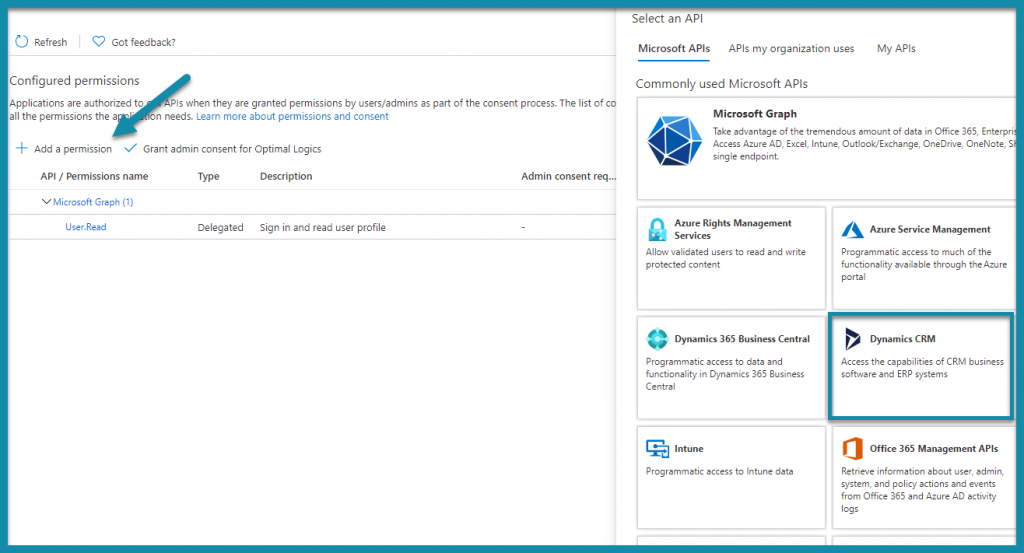 Refresh
Got feedback?
Configured permissions
Applications are authorized to APIs when they are granted permissions by users/admins as part of the consent process. The list of co
all the permissions the application needs. Learn more about permissions and consent
Add a permission
Grant admin consent for Optimal Logics
API / Permissions name Type Description Admin consent req...
Microsoft Graph (1)
User.Read Delegated Sign in and read user profile -
Select an API
Microsoft APIs APIs my organization uses My APIs
Commonly used Microsoft APIs
Microsoft Graph
Take advantage of the tremendous amount of data in Office 365, Enterpris
Access Azure AD, Excel, Intune, Outlook/Exchange, OneDrive, OneNote, Sh
single endpoint.
Azure Rights Management
Services
Allow validated users to read and write
protected content
Azure Service Management
Programmatic access to much of the
functionality available through the Azure
portal
Dynamics 365 Business Central
Programmatic access to data and
functionality in Dynamics 365 Business
Central
Dynamics CRM
Access the capabilities of CRM business
software and ERP systems
Intune
Programmatic access to Intune data
Office 365 Management APIs
Retrieve information about user, admin,
system, and policy actions and events
from Office 365 and Azure AD activity
logs